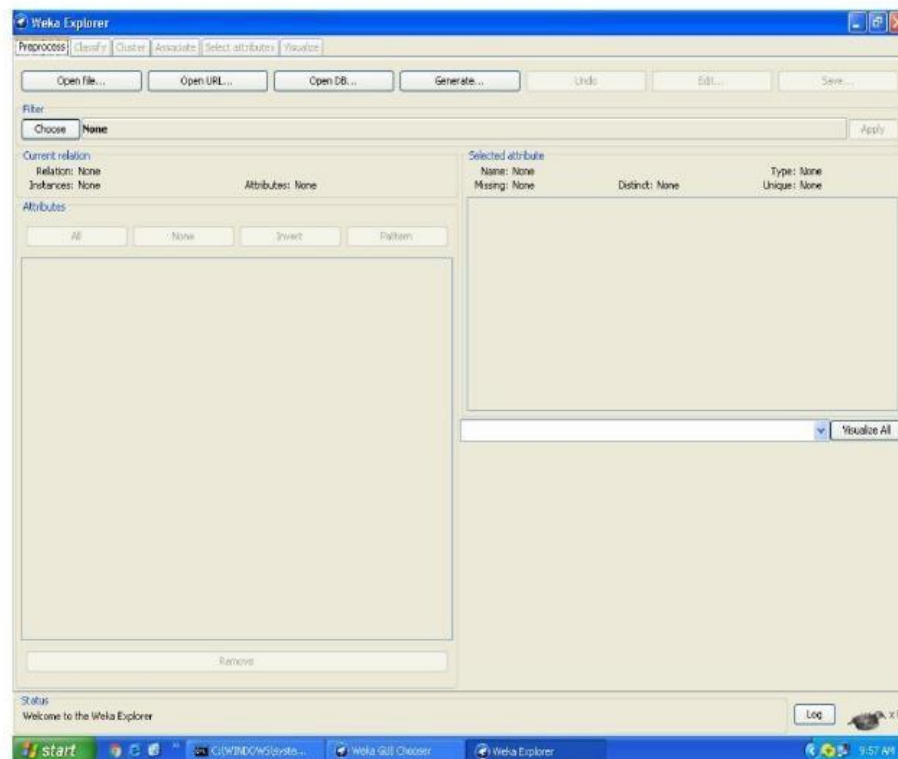 Weka Explorer
Preprocess Classify Cluster Associate Select attributes Visualize
Open file... Open URL... Open DB... Generate... Undo Edit... Save...
Filter
Choose None Apply
Current relation
Relation: None
Instances: None Attributes: None
Attributes
All None Invert Pattern
Remove
Selected attribute
Name: None Type: None
Missing: None Distinct: None Unique: None
Visualize All
Status
Welcome to the Weka Explorer
Log x
start C:\WINDOWS\syste... Weka GUI Chooser Weka Explorer 9:57 AM